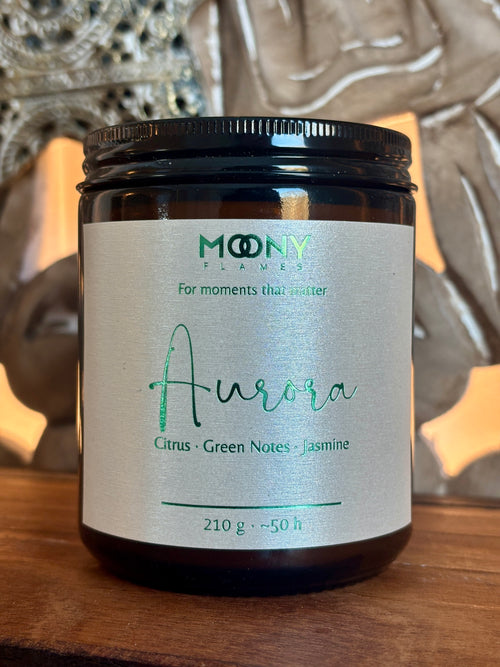 MOONY
FLAMES
For moments that matter
Aurora
Citrus · Green Notes · Jasmine
210 g · ~50 h